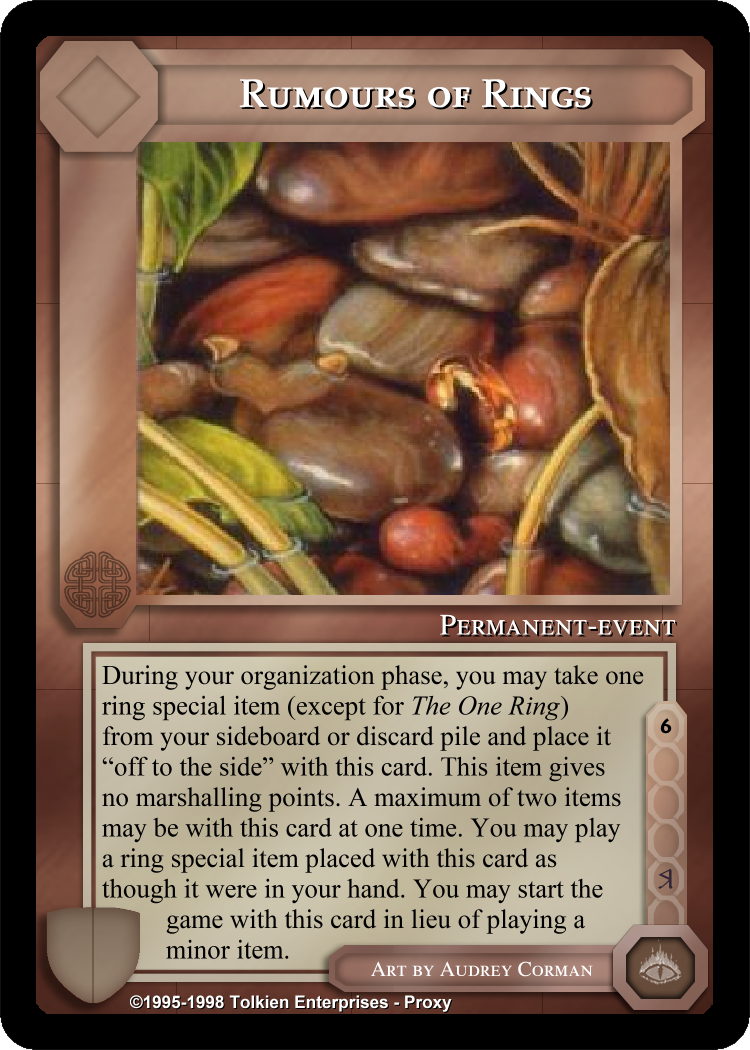 Rumours of Rings
Permanent-event
During your organization phase, you may take one
ring special item (except for The One Ring)
from your sideboard or discard pile and place it
“off to the side” with this card. This item gives
no marshalling points. A maximum of two items
may be with this card at one time. You may play
a ring special item placed with this card as
though it were in your hand. You may start the
game with this card in lieu of playing a
minor item.
6
Art by Audrey Corman
©1995-1998 Tolkien Enterprises - Proxy